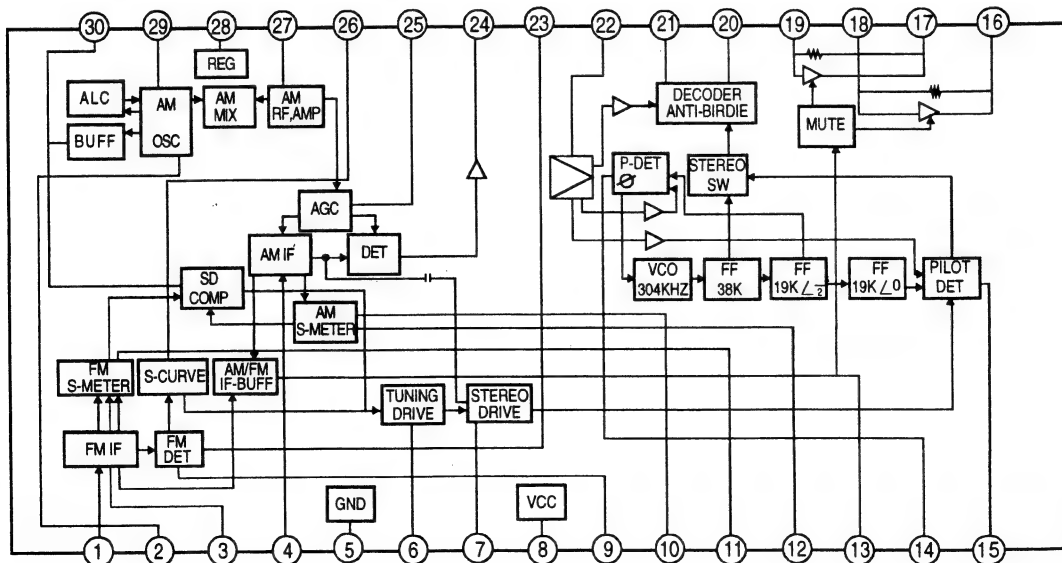 30 29 28 27 26 25 24 23 22 21 20 19 18 17 16
REG
ALC
AM
OSC
AM
MIX
AM
RF,AMP
BUFF
DECODER
ANTI-BIRDIE
MUTE
P-DET
Ø
STEREO
SW
AGC
AM IF
DET
SD
COMP
AM
S-METER
VCO
304KHZ
FF
38K
FF
19K∠π/2
FF
19K∠0
PILOT
DET
FM
S-METER
S-CURVE
AM/FM
IF-BUFF
TUNING
DRIVE
STEREO
DRIVE
FM IF
FM
DET
GND
VCC
1 2 3 4 5 6 7 8 9 10 11 12 13 14 15